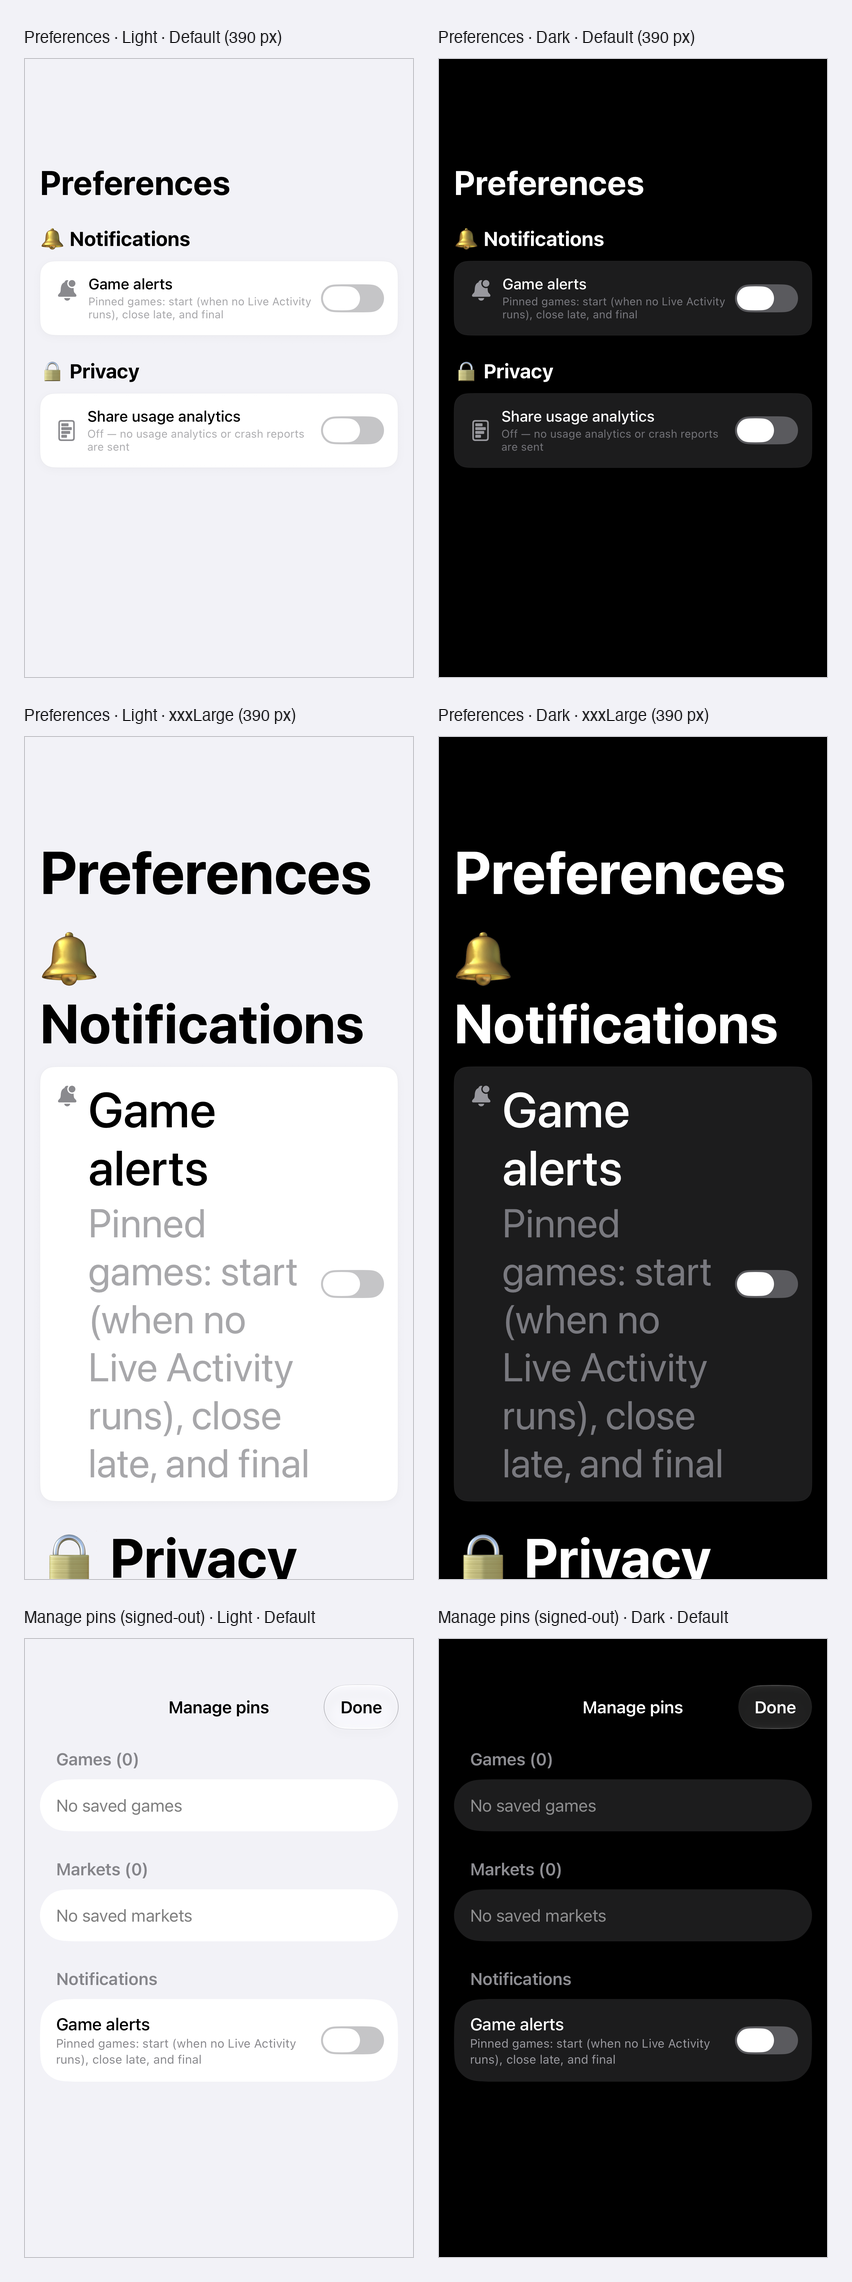 Preferences · Light · Default (390 px)
Preferences
🔔 Notifications
Game alerts
Pinned games: start (when no Live Activity
runs), close late, and final
🔒 Privacy
Share usage analytics
Off — no usage analytics or crash reports
are sent
Preferences · Dark · Default (390 px)
Preferences
🔔 Notifications
Game alerts
Pinned games: start (when no Live Activity
runs), close late, and final
🔒 Privacy
Share usage analytics
Off — no usage analytics or crash reports
are sent
Preferences · Light · xxxLarge (390 px)
Preferences
🔔
Notifications
Game
alerts
Pinned
games: start
(when no
Live Activity
runs), close
late, and final
🔒 Privacy
Preferences · Dark · xxxLarge (390 px)
Preferences
🔔
Notifications
Game
alerts
Pinned
games: start
(when no
Live Activity
runs), close
late, and final
🔒 Privacy
Manage pins (signed-out) · Light · Default
Manage pins
Done
Games (0)
No saved games
Markets (0)
No saved markets
Notifications
Game alerts
Pinned games: start (when no Live Activity
runs), close late, and final
Manage pins (signed-out) · Dark · Default
Manage pins
Done
Games (0)
No saved games
Markets (0)
No saved markets
Notifications
Game alerts
Pinned games: start (when no Live Activity
runs), close late, and final